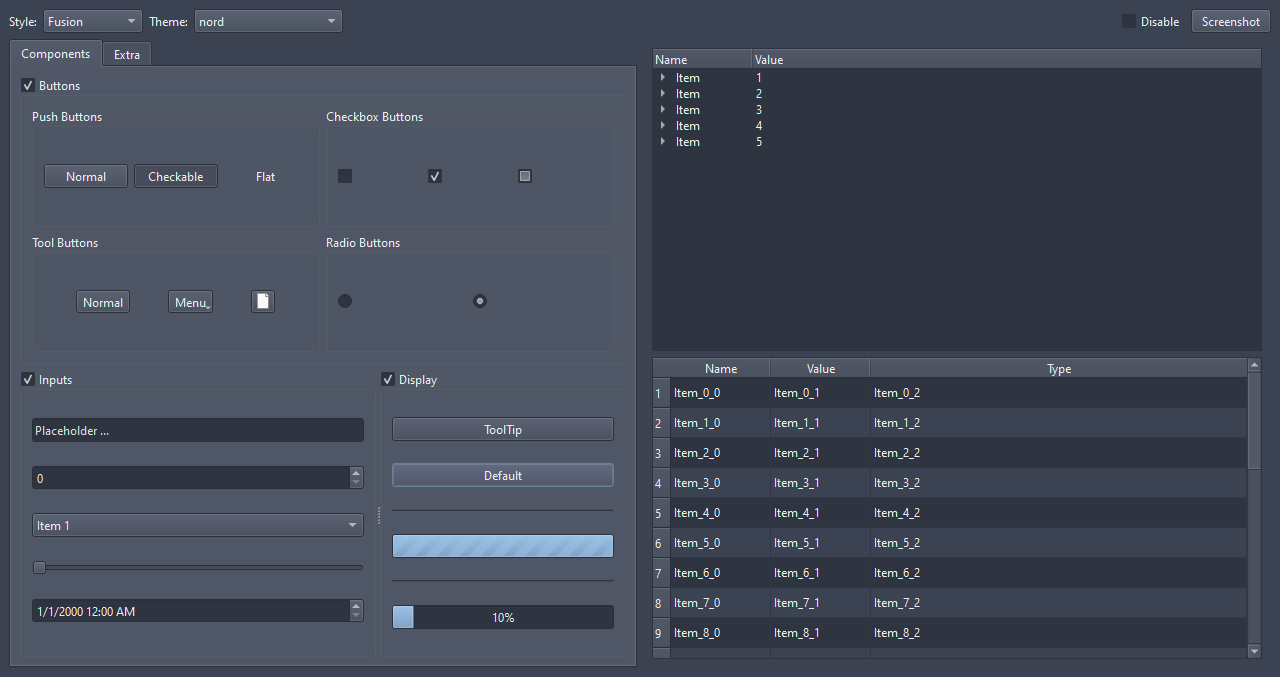 Style: Fusion Theme: nord Disable Screenshot
Components Extra
Buttons
Push Buttons
Normal Checkable Flat
Checkbox Buttons
Tool Buttons
Normal Menu
Radio Buttons
Inputs
Placeholder ...
0
Item 1
1/1/2000 12:00 AM
Display
ToolTip
Default
10%
Name Value
Item 1
Item 2
Item 3
Item 4
Item 5
Name Value Type
1 Item_0_0 Item_0_1 Item_0_2
2 Item_1_0 Item_1_1 Item_1_2
3 Item_2_0 Item_2_1 Item_2_2
4 Item_3_0 Item_3_1 Item_3_2
5 Item_4_0 Item_4_1 Item_4_2
6 Item_5_0 Item_5_1 Item_5_2
7 Item_6_0 Item_6_1 Item_6_2
8 Item_7_0 Item_7_1 Item_7_2
9 Item_8_0 Item_8_1 Item_8_2